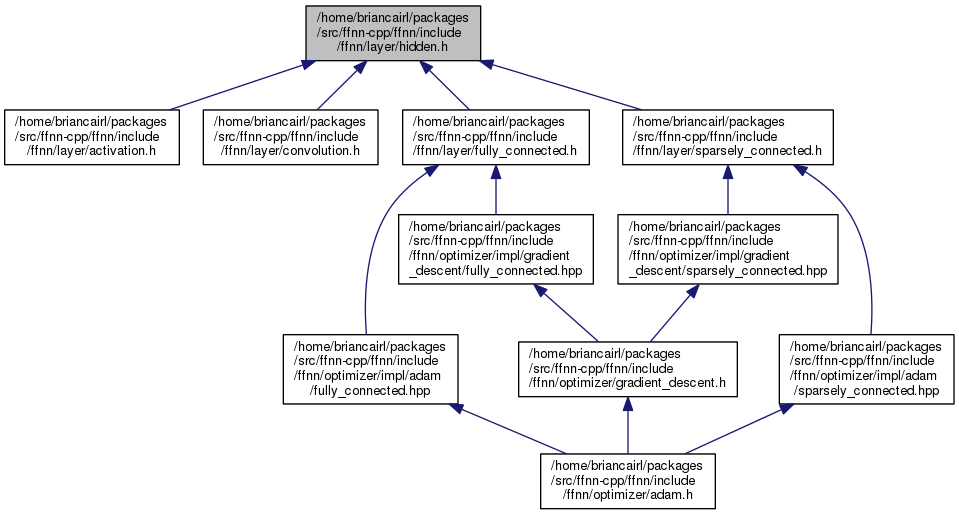 /home/briancairl/packages
/src/ffnn-cpp/ffnn/include
/ffnn/layer/hidden.h
/home/briancairl/packages
/src/ffnn-cpp/ffnn/include
/ffnn/layer/activation.h
/home/briancairl/packages
/src/ffnn-cpp/ffnn/include
/ffnn/layer/convolution.h
/home/briancairl/packages
/src/ffnn-cpp/ffnn/include
/ffnn/layer/fully_connected.h
/home/briancairl/packages
/src/ffnn-cpp/ffnn/include
/ffnn/layer/sparsely_connected.h
/home/briancairl/packages
/src/ffnn-cpp/ffnn/include
/ffnn/optimizer/impl/gradient
_descent/fully_connected.hpp
/home/briancairl/packages
/src/ffnn-cpp/ffnn/include
/ffnn/optimizer/impl/gradient
_descent/sparsely_connected.hpp
/home/briancairl/packages
/src/ffnn-cpp/ffnn/include
/ffnn/optimizer/impl/adam
/fully_connected.hpp
/home/briancairl/packages
/src/ffnn-cpp/ffnn/include
/ffnn/optimizer/gradient_descent.h
/home/briancairl/packages
/src/ffnn-cpp/ffnn/include
/ffnn/optimizer/impl/adam
/sparsely_connected.hpp
/home/briancairl/packages
/src/ffnn-cpp/ffnn/include
/ffnn/optimizer/adam.h